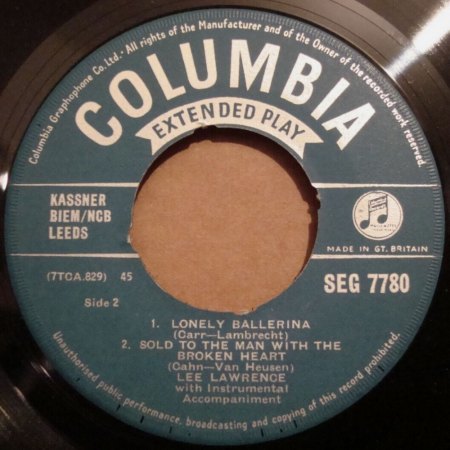 Columbia Graphophone Co. Ltd.· All rights of the Manufacturer and of the Owner of the recorded work reserved
COLUMBIA
EXTENDED PLAY
KASSNER
BIEM/NCB
LEEDS
MADE IN GT. BRITAIN
(7TCA.829) 45
SEG 7780
Side 2
1. LONELY BALLERINA
(Carr—Lambrecht)
2. SOLD TO THE MAN WITH THE
BROKEN HEART
(Cahn—Van Heusen)
LEE LAWRENCE
with Instrumental
Accompaniment
Unauthorised public performance, broadcasting and copying of this record prohibited.